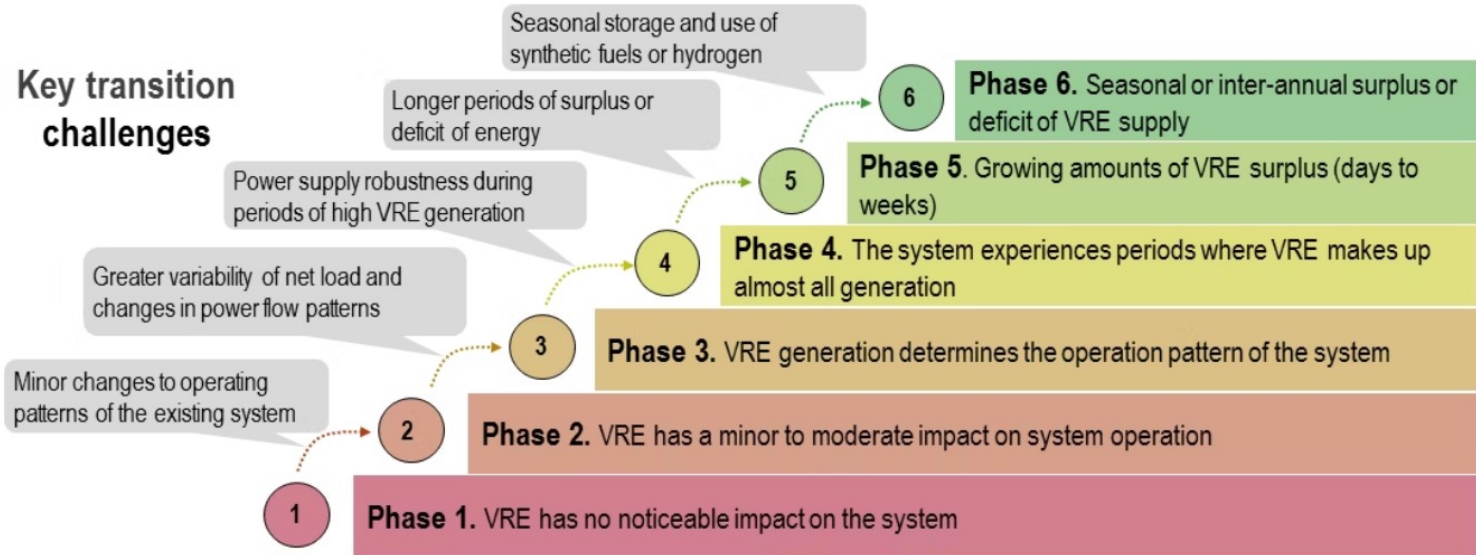 Key transition
challenges
Seasonal storage and use of
synthetic fuels or hydrogen
Longer periods of surplus or
deficit of energy
Power supply robustness during
periods of high VRE generation
Greater variability of net load and
changes in power flow patterns
Minor changes to operating
patterns of the existing system
6
Phase 6. Seasonal or inter-annual surplus or
deficit of VRE supply
5
Phase 5. Growing amounts of VRE surplus (days to
weeks)
4
Phase 4. The system experiences periods where VRE makes up
almost all generation
3
Phase 3. VRE generation determines the operation pattern of the system
2
Phase 2. VRE has a minor to moderate impact on system operation
1
Phase 1. VRE has no noticeable impact on the system